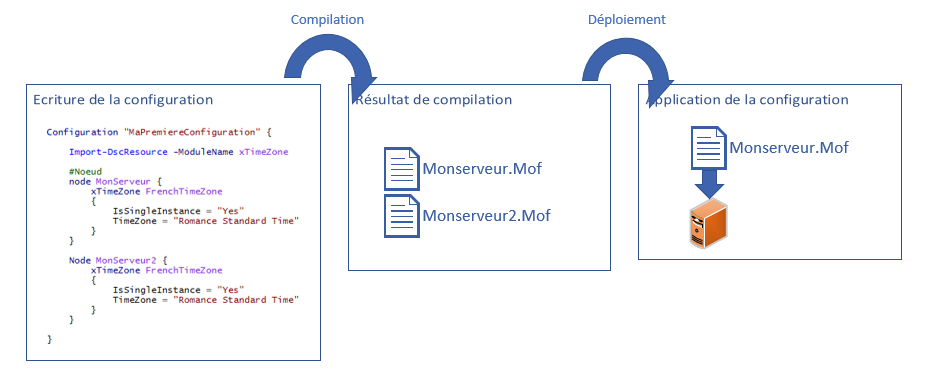 Compilation
Déploiement
Ecriture de la configuration
Configuration "MaPremiereConfiguration" {
Import-DscResource -ModuleName xTimeZone
#Noeud
node MonServeur {
xTimeZone FrenchTimeZone
{
IsSingleInstance = "Yes"
TimeZone = "Romance Standard Time"
}
}
Node MonServeur2 {
xTimeZone FrenchTimeZone
{
IsSingleInstance = "Yes"
TimeZone = "Romance Standard Time"
}
}
}
Résultat de compilation
Monserveur.Mof
Monserveur2.Mof
Application de la configuration
Monserveur.Mof